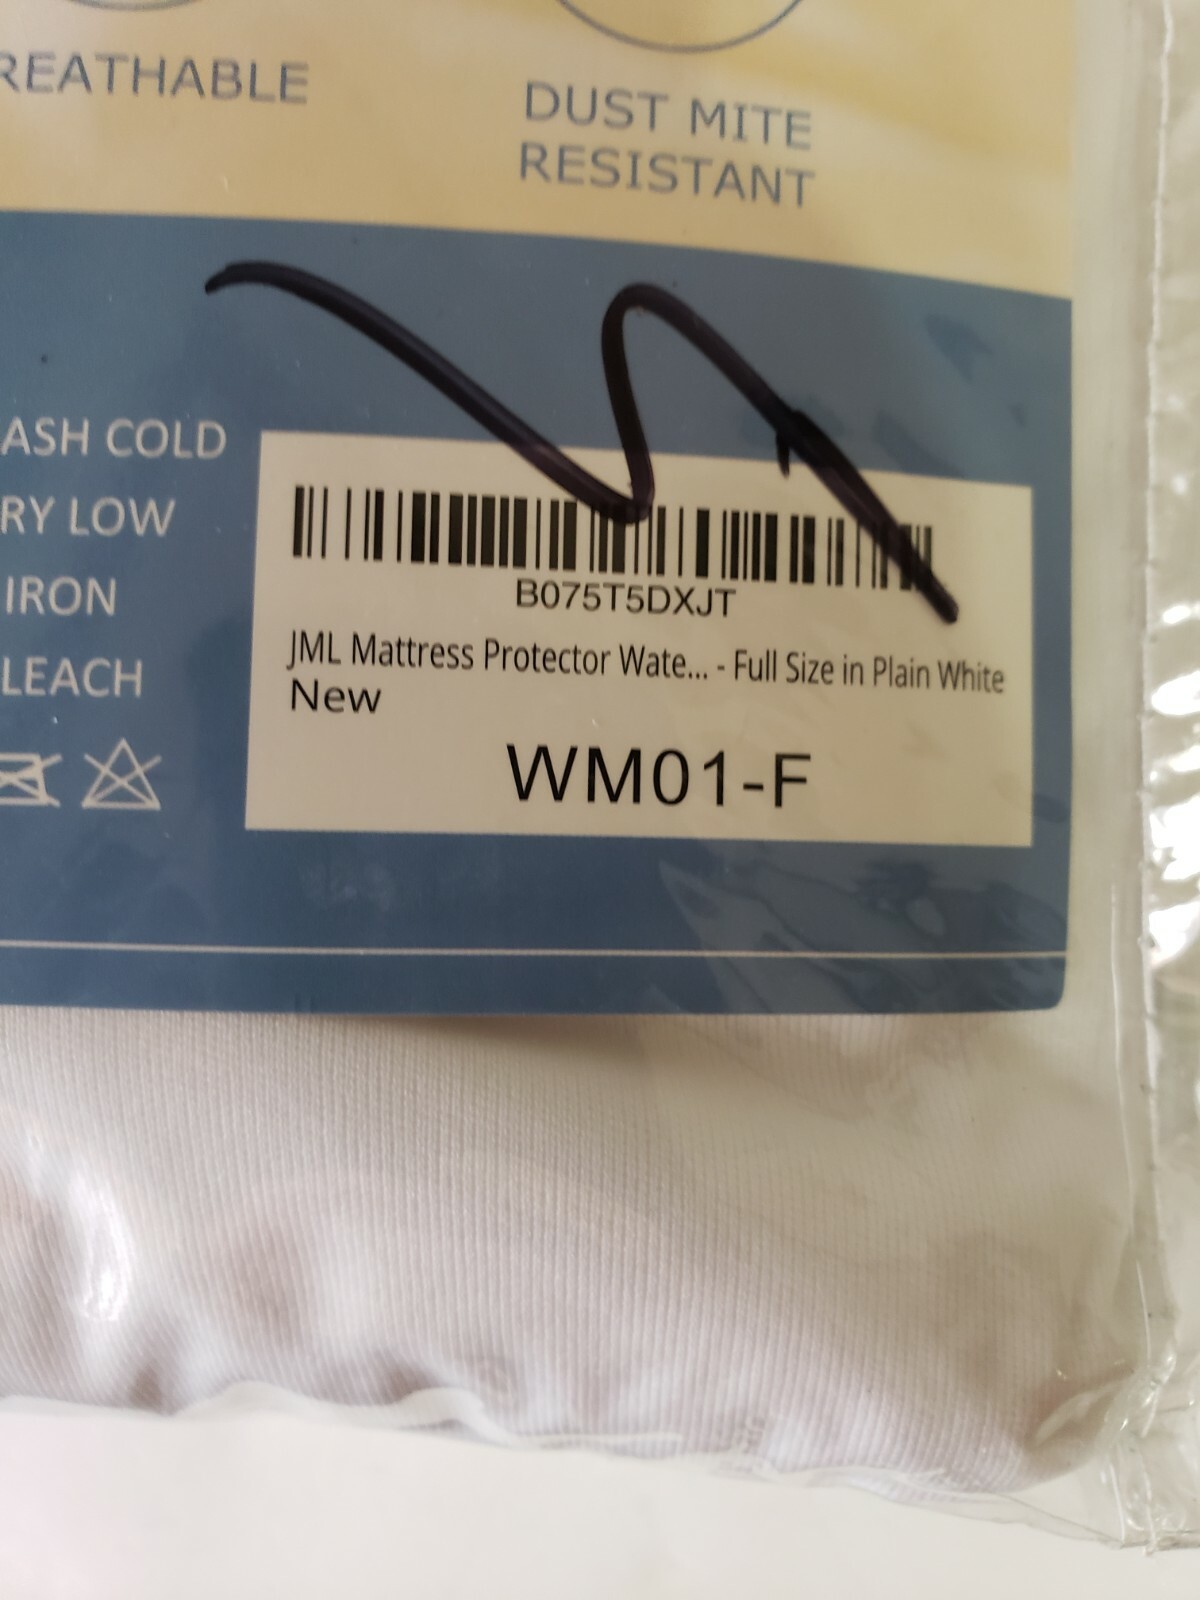 REATHABLE
DUST MITE
RESISTANT
ASH COLD
RY LOW
IRON
LEACH
B075T5DXJT
JML Mattress Protector Wate... - Full Size in Plain White
New
WM01-F